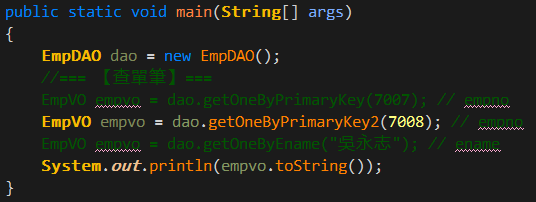 public static void main(String[] args)
{
EmpDAO dao = new EmpDAO();
//=== 【查單筆】===
EmpVO empvo = dao.getOneByPrimaryKey(7007); // empno
EmpVO empvo = dao.getOneByPrimaryKey2(7008); // empno
EmpVO empvo = dao.getOneByEname("吳永志"); // ename
System.out.println(empvo.toString());
}